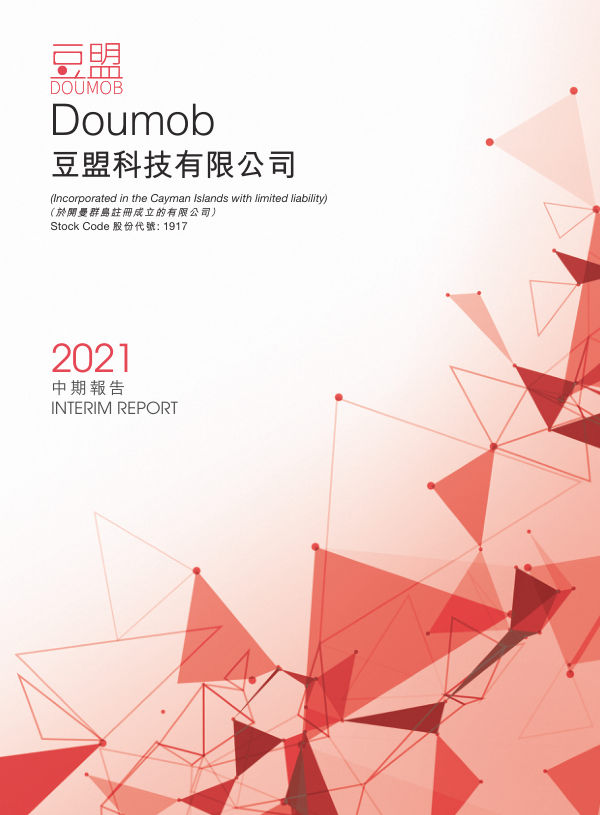 豆盟
DOUMOB
Doumob
豆盟科技有限公司
(Incorporated in the Cayman Islands with limited liability)
(於開曼群島註冊成立的有限公司)
Stock Code 股份代號: 1917
2021
中期報告
INTERIM REPORT